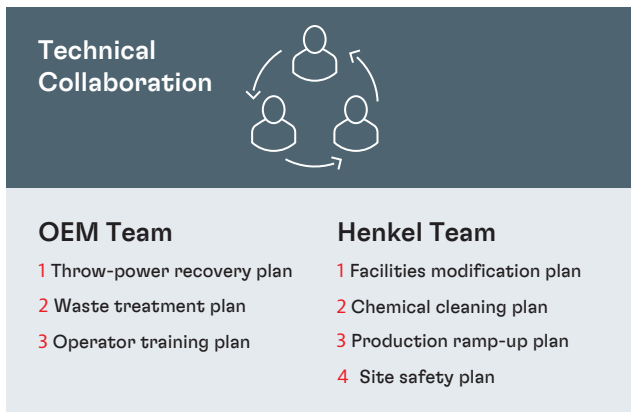 Technical
Collaboration
OEM Team
1 Throw-power recovery plan
2 Waste treatment plan
3 Operator training plan
Henkel Team
1 Facilities modification plan
2 Chemical cleaning plan
3 Production ramp-up plan
4 Site safety plan